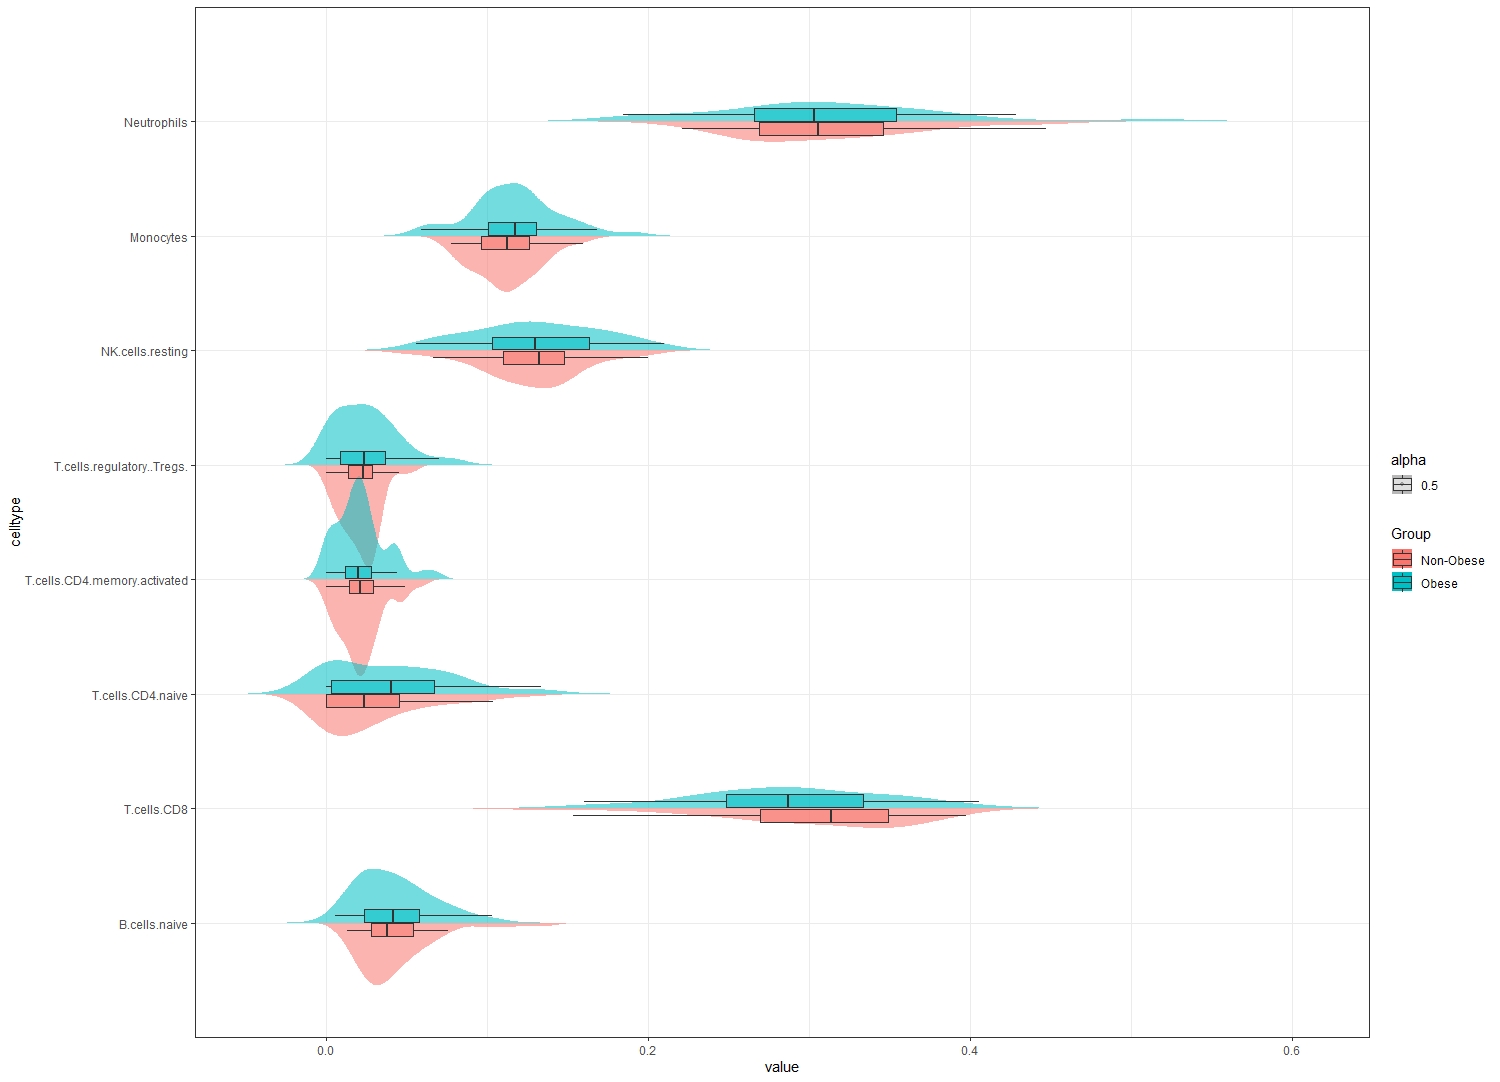 Neutrophils
Monocytes
NK.cells.resting
T.cells.regulatory..Tregs.
T.cells.CD4.memory.activated
T.cells.CD4.naive
T.cells.CD8
B.cells.naive
celltype
0.0
0.2
0.4
0.6
value
alpha
0.5
Group
Non-Obese
Obese